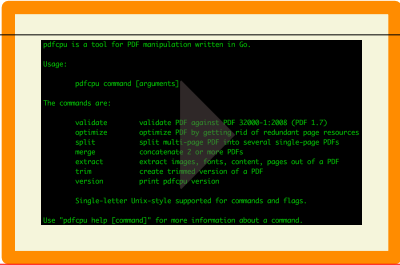 pdfcpu is a tool for PDF manipulation written in Go.
Usage:
pdfcpu command [arguments]
The commands are:
validate validate PDF against PDF 32000-1:2008 (PDF 1.7)
optimize optimize PDF by getting rid of redundant page resources
split split multi-page PDF into several single-page PDFs
merge concatenate 2 or more PDFs
extract extract images, fonts, content, pages out of a PDF
trim create trimmed version of a PDF
version print pdfcpu version
Single-letter Unix-style supported for commands and flags.
Use "pdfcpu help [command]" for more information about a command.